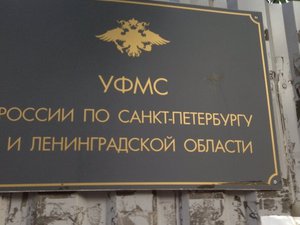 УФМС
РОССИИ ПО САНКТ-ПЕТЕРБУРГУ
И ЛЕНИНГРАДСКОЙ ОБЛАСТИ